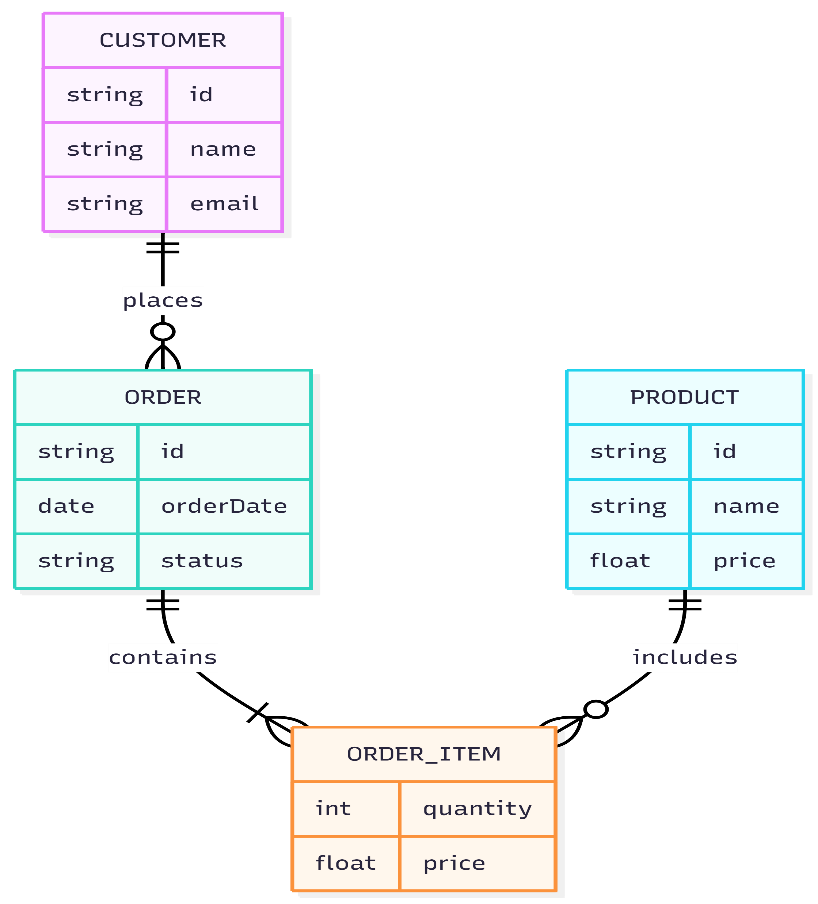 CUSTOMER
string id
string name
string email
places
ORDER
string id
date orderDate
string status
PRODUCT
string id
string name
float price
contains
includes
ORDER_ITEM
int quantity
float price